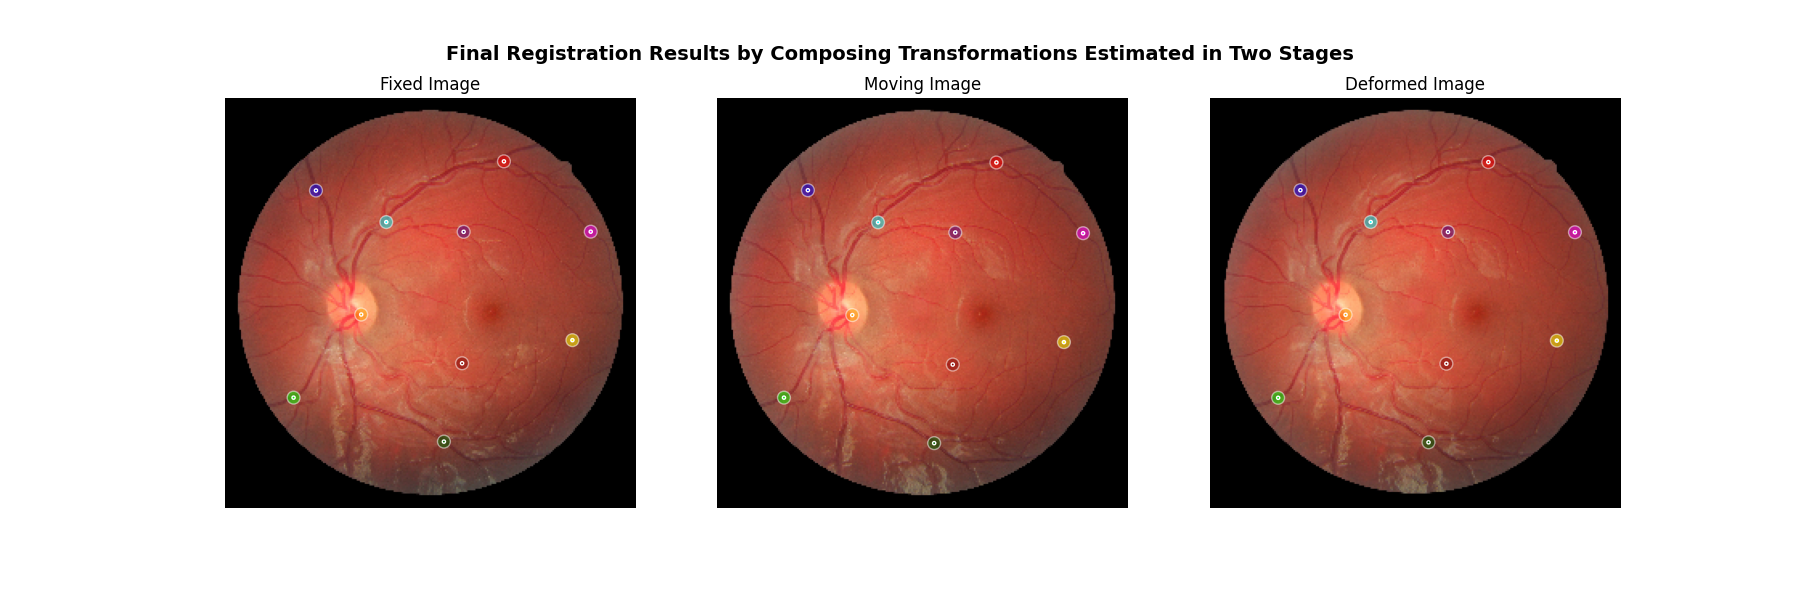 Final Registration Results by Composing Transformations Estimated in Two Stages
Fixed Image
Moving Image
Deformed Image